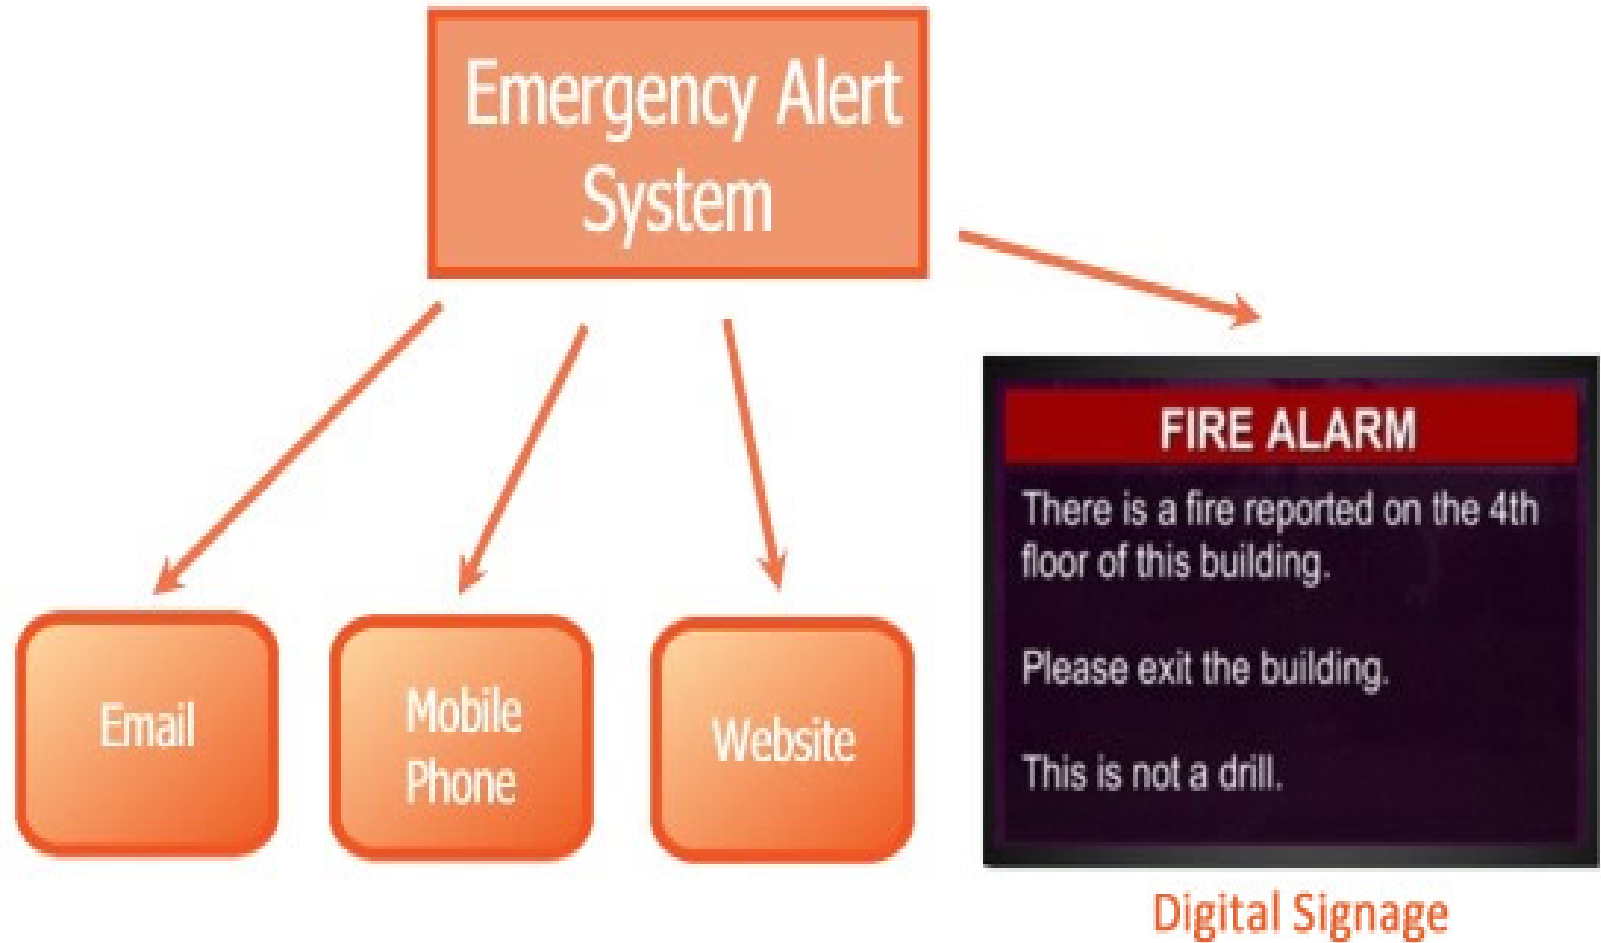 Emergency Alert
System
Email
Mobile
Phone
Website
FIRE ALARM
There is a fire reported on the 4th
floor of this building.
Please exit the building.
This is not a drill.
Digital Signage